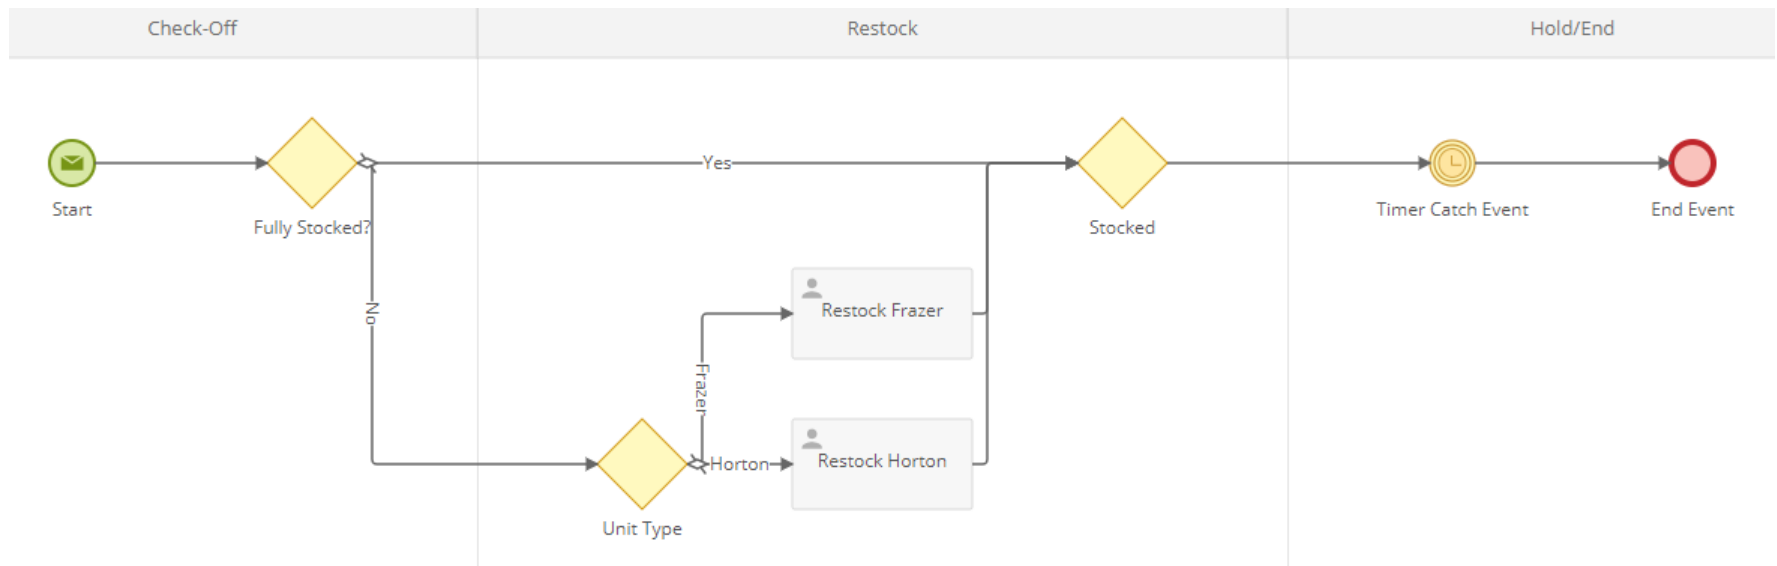 Check-Off
Restock
Hold/End
Yes
Start
Fully Stocked?
Stocked
Timer Catch Event
End Event
No
Restock Frazer
Frazer
Horton
Restock Horton
Unit Type